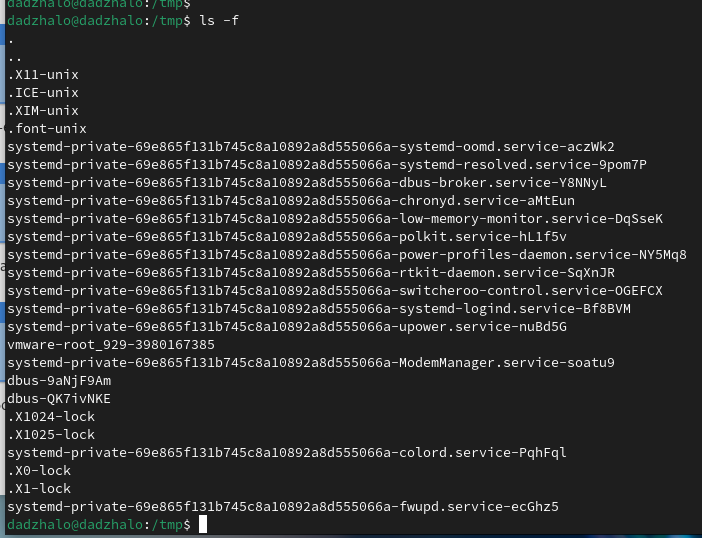 dadzhalo@dadzhalo:/tmp$
dadzhalo@dadzhalo:/tmp$ ls -f
.
..
.X11-unix
.ICE-unix
.XIM-unix
.font-unix
systemd-private-69e865f131b745c8a10892a8d555066a-systemd-oomd.service-aczWk2
systemd-private-69e865f131b745c8a10892a8d555066a-systemd-resolved.service-9pom7P
systemd-private-69e865f131b745c8a10892a8d555066a-dbus-broker.service-Y8NNyL
systemd-private-69e865f131b745c8a10892a8d555066a-chronyd.service-aMtEun
systemd-private-69e865f131b745c8a10892a8d555066a-low-memory-monitor.service-DqSseK
systemd-private-69e865f131b745c8a10892a8d555066a-polkit.service-hL1f5v
systemd-private-69e865f131b745c8a10892a8d555066a-power-profiles-daemon.service-NY5Mq8
systemd-private-69e865f131b745c8a10892a8d555066a-rtkit-daemon.service-SqXnJR
systemd-private-69e865f131b745c8a10892a8d555066a-switcheroo-control.service-OGEFCX
systemd-private-69e865f131b745c8a10892a8d555066a-systemd-logind.service-Bf8BVM
systemd-private-69e865f131b745c8a10892a8d555066a-upower.service-nuBd5G
vmware-root_929-3980167385
systemd-private-69e865f131b745c8a10892a8d555066a-ModemManager.service-soatu9
dbus-9aNjF9Am
dbus-QK7ivNKE
.X1024-lock
.X1025-lock
systemd-private-69e865f131b745c8a10892a8d555066a-colord.service-PqhFql
.X0-lock
.X1-lock
systemd-private-69e865f131b745c8a10892a8d555066a-fwupd.service-ecGhz5
dadzhalo@dadzhalo:/tmp$